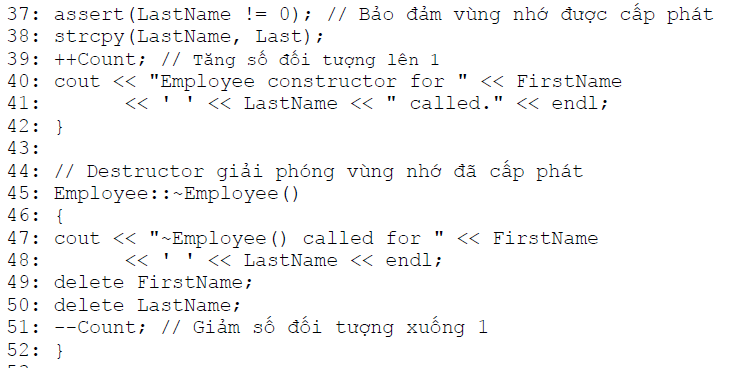 37: assert(LastName != 0); // Bảo đảm vùng nhớ được cấp phát
38: strcpy(LastName, Last);
39: ++Count; // Tăng số đối tượng lên 1
40: cout << "Employee constructor for " << FirstName
41: << ' ' << LastName << " called." << endl;
42: }
43:
44: // Destructor giải phóng vùng nhớ đã cấp phát
45: Employee::~Employee()
46: {
47: cout << "~Employee() called for " << FirstName
48: << ' ' << LastName << endl;
49: delete FirstName;
50: delete LastName;
51: --Count; // Giảm số đối tượng xuống 1
52: }